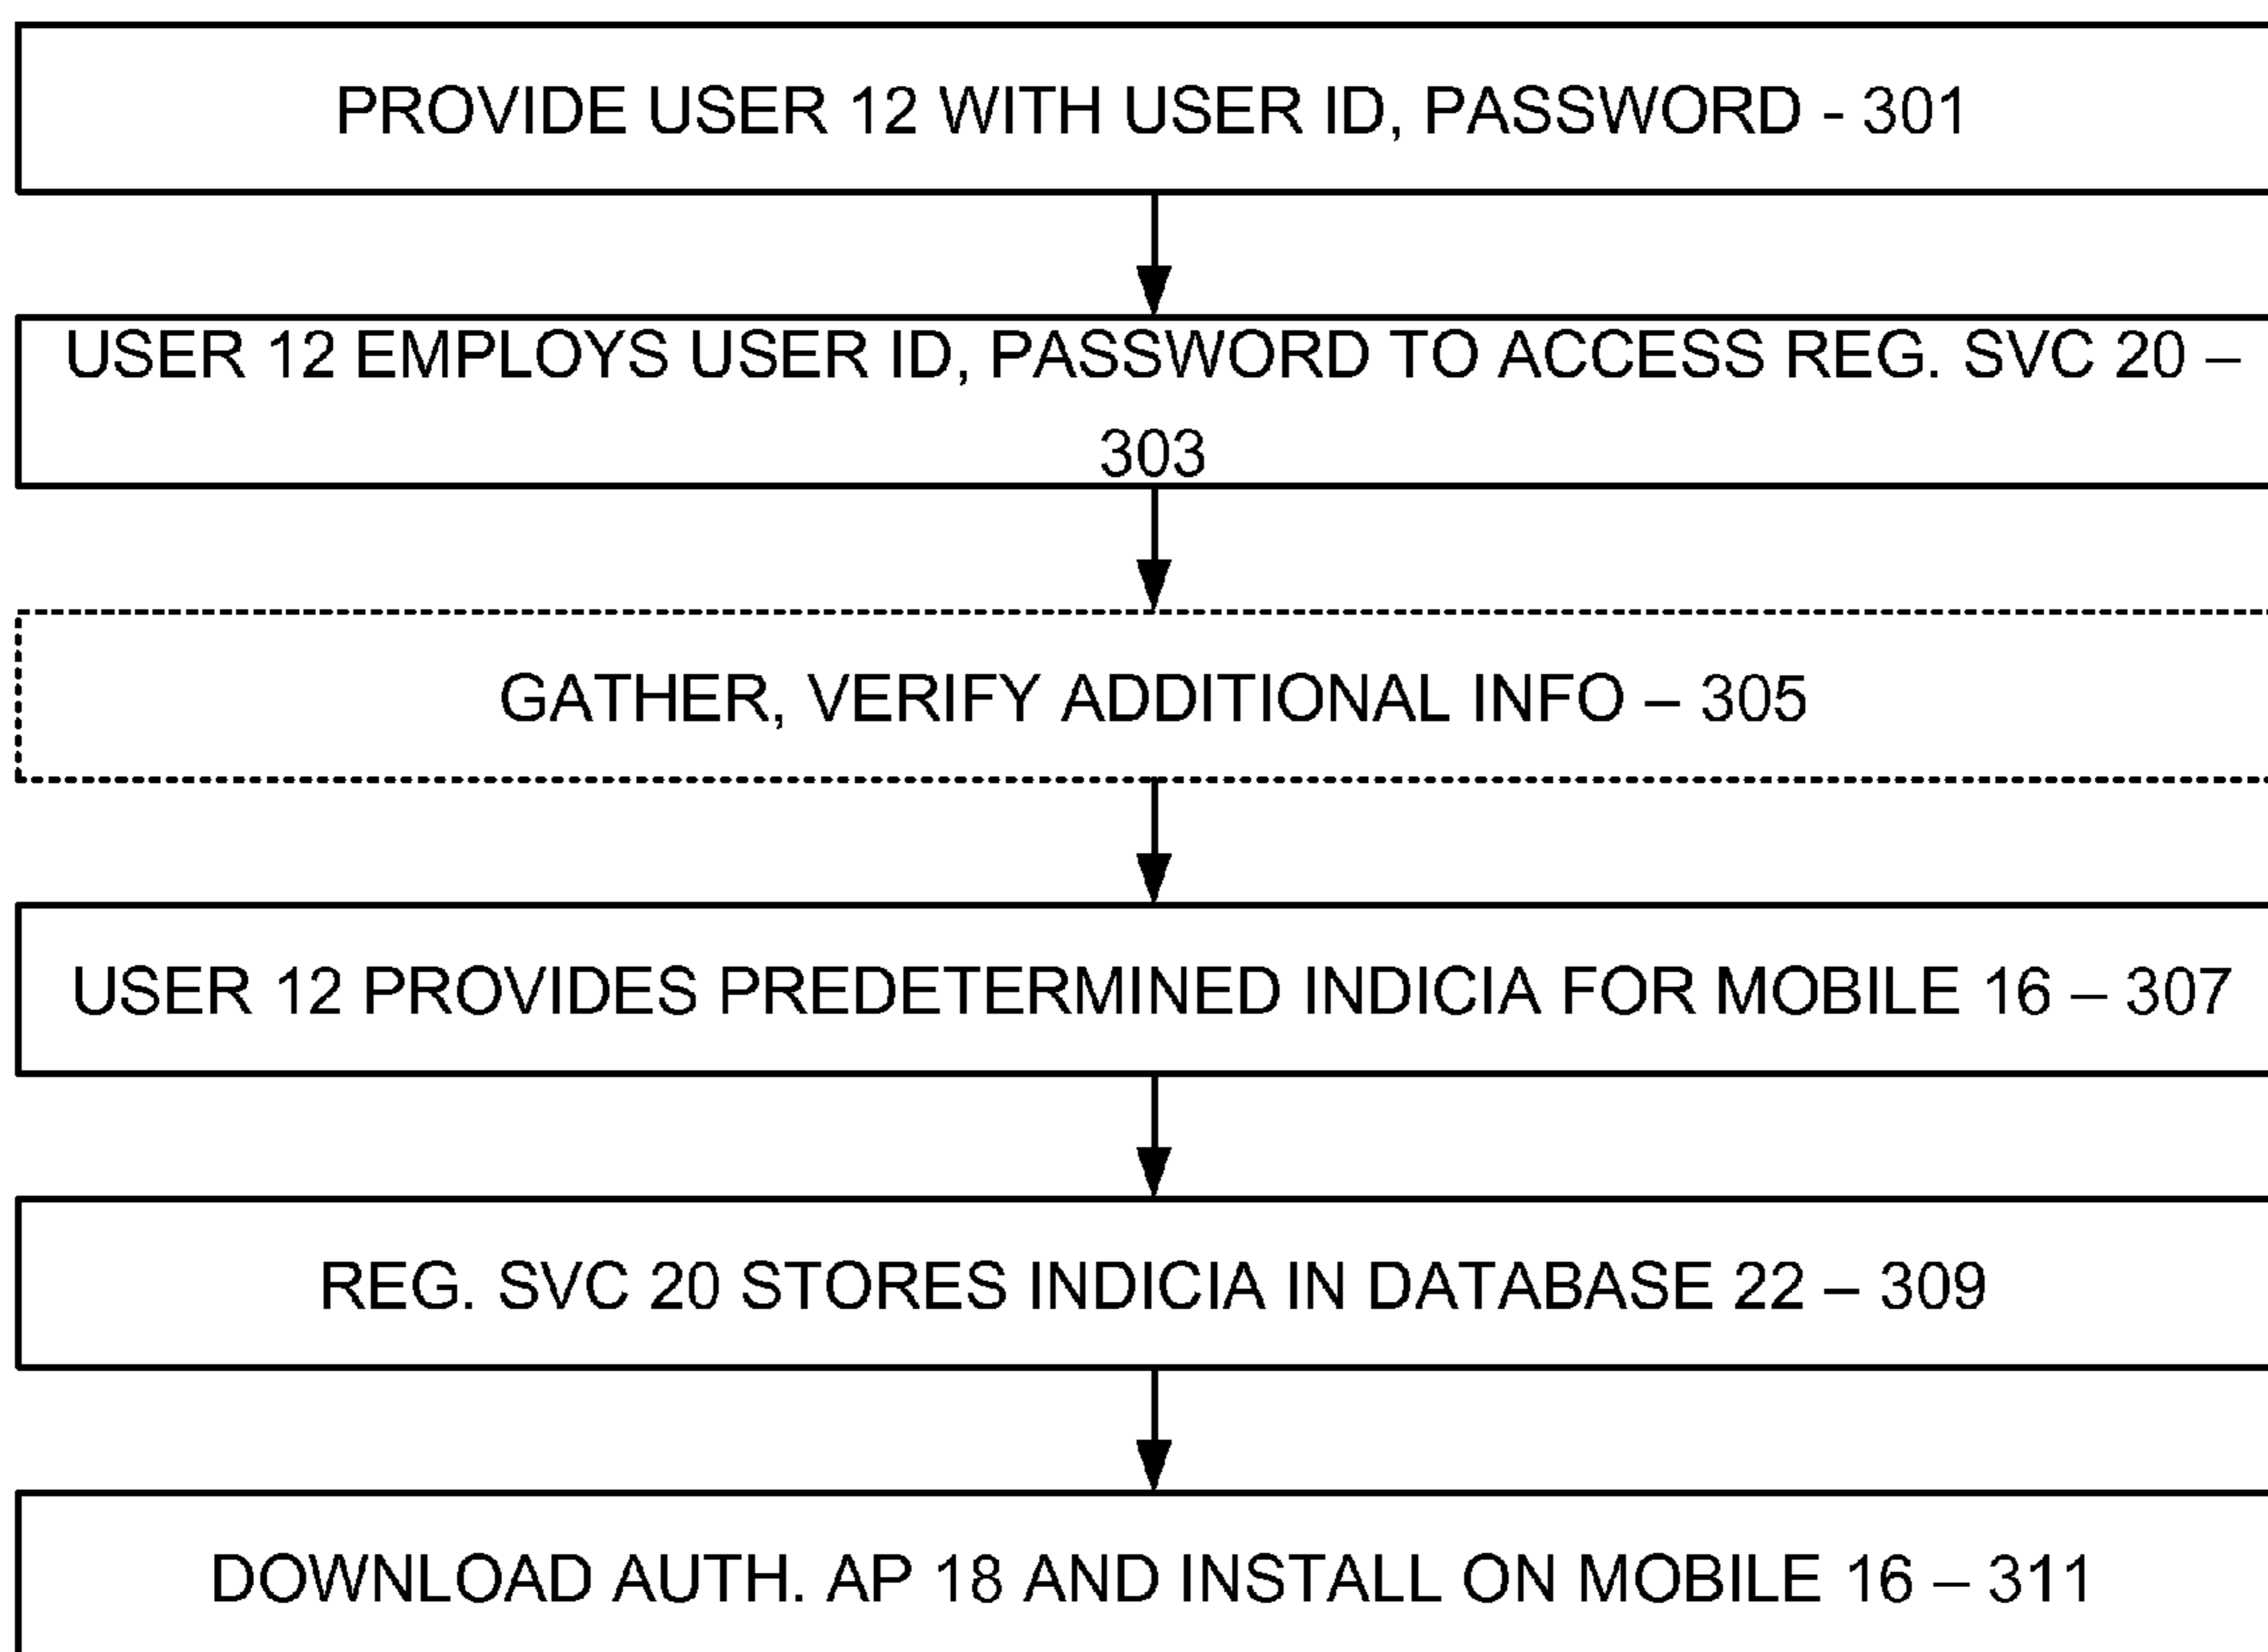 PROVIDE USER 12 WITH USER ID, PASSWORD - 301
USER 12 EMPLOYS USER ID, PASSWORD TO ACCESS REG. SVC 20 –
303
GATHER, VERIFY ADDITIONAL INFO – 305
USER 12 PROVIDES PREDETERMINED INDICIA FOR MOBILE 16 – 307
REG. SVC 20 STORES INDICIA IN DATABASE 22 – 309
DOWNLOAD AUTH. AP 18 AND INSTALL ON MOBILE 16 – 311